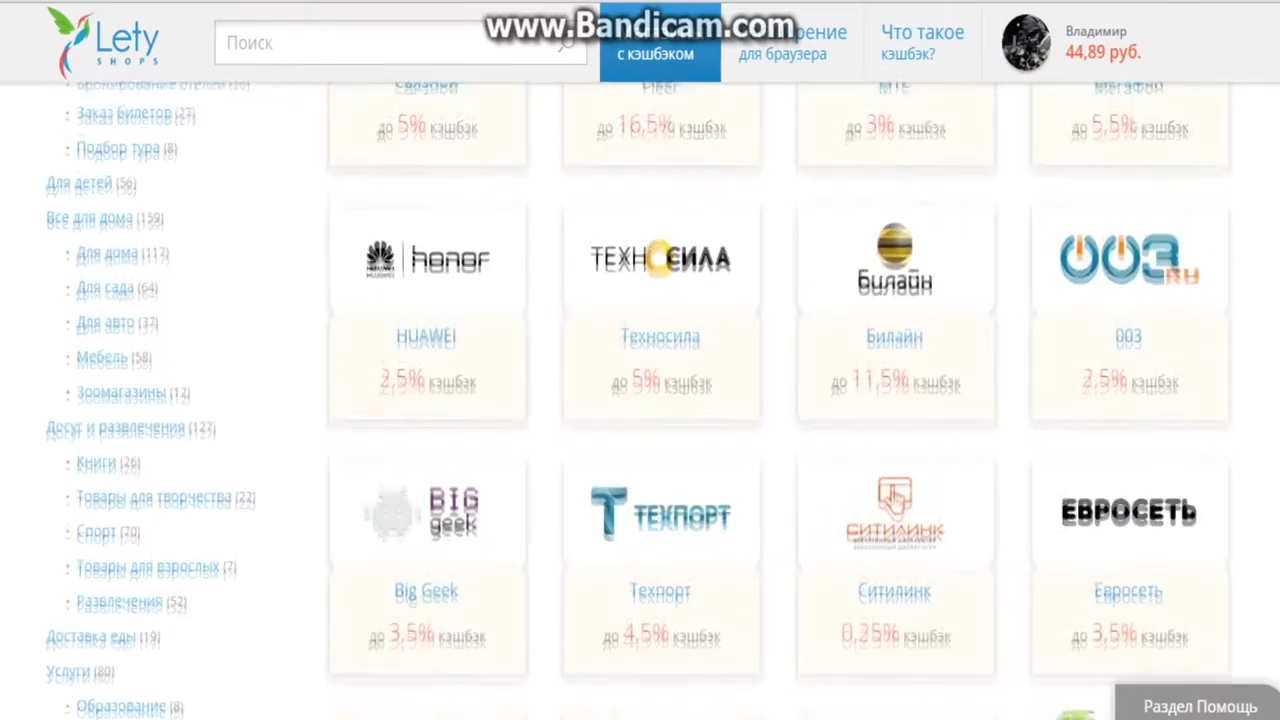 www.Bandicam.com
Lety
SHOPS
Поиск
с кэшбэком
для браузера
Что такое
кэшбэк?
Владимир
44,89 руб.
Заказ билетов (27)
Подбор тура (8)
Для детей (56)
Все для дома (159)
Для дома (117)
Для сада (64)
Для авто (37)
Мебель (58)
Зоомагазины (12)
Досуг и развлечения (127)
Книги (26)
Товары для творчества (22)
Спорт (70)
Товары для взрослых (7)
Развлечения (52)
Доставка еды (19)
Услуги (80)
Образование (8)
до 5% кэшбэк
до 16,5% кэшбэк
до 3% кэшбэк
до 5,5% кэшбэк
HUAWEI honor
ТЕХНОСИЛА
Билайн
003.RU
HUAWEI
Техносила
Билайн
003
2,5% кэшбэк
до 5% кэшбэк
до 11,5% кэшбэк
2,5% кэшбэк
BIG
geek
ТЕХПОРТ
СИТИЛИНК
ЕВРОСЕТЬ
Big Geek
Техпорт
Ситилинк
Евросеть
до 3,5% кэшбэк
до 4,5% кэшбэк
0,25% кэшбэк
до 3,5% кэшбэк
Раздел Помощь